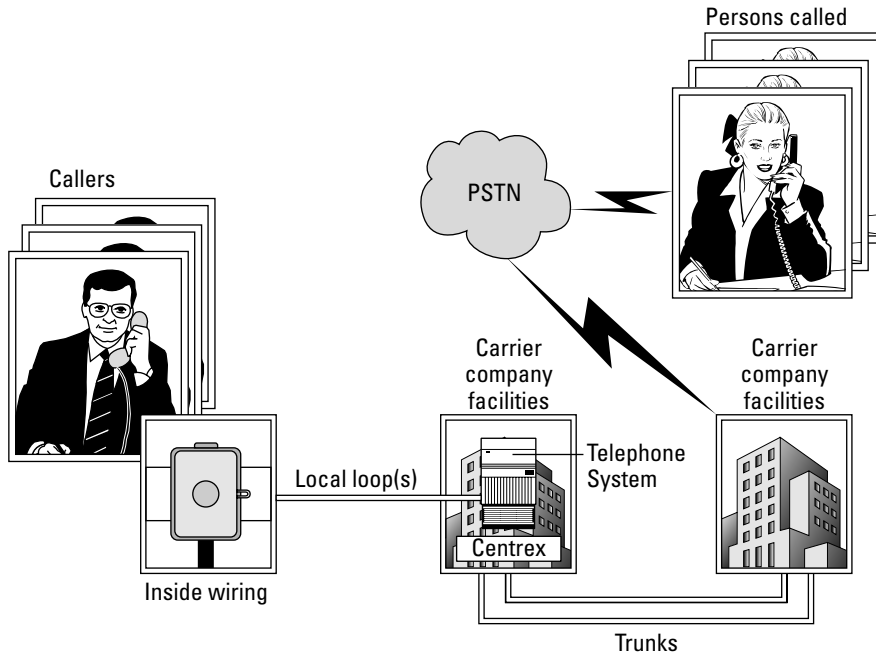 Persons called
Callers
PSTN
Carrier
company
facilities
Carrier
company
facilities
Telephone
System
Local loop(s)
Centrex
Inside wiring
Trunks